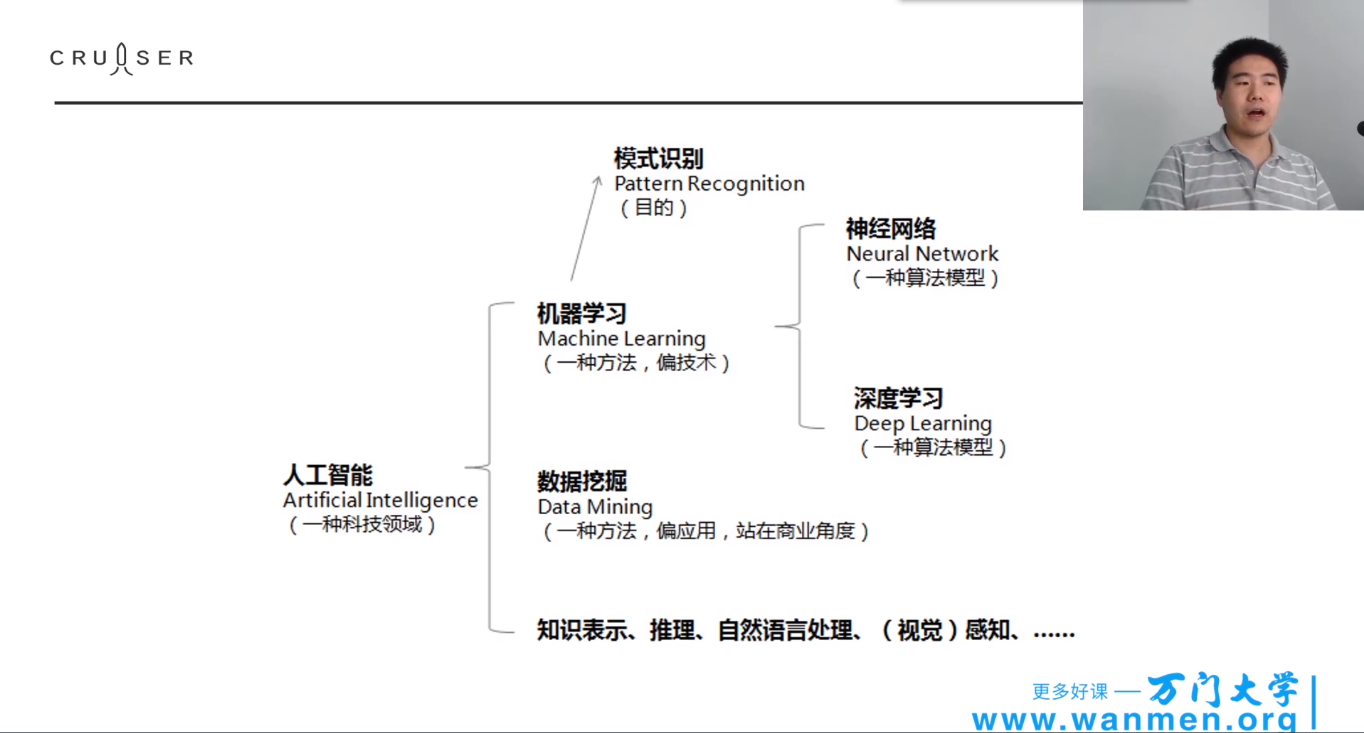 CRUISER
模式识别
Pattern Recognition
（目的）
神经网络
Neural Network
（一种算法模型）
机器学习
Machine Learning
（一种方法，偏技术）
深度学习
Deep Learning
（一种算法模型）
人工智能
Artificial Intelligence
（一种科技领域）
数据挖掘
Data Mining
（一种方法，偏应用，站在商业角度）
知识表示、推理、自然语言处理、（视觉）感知、……
更多好课 — 万门大学
www.wanmen.org